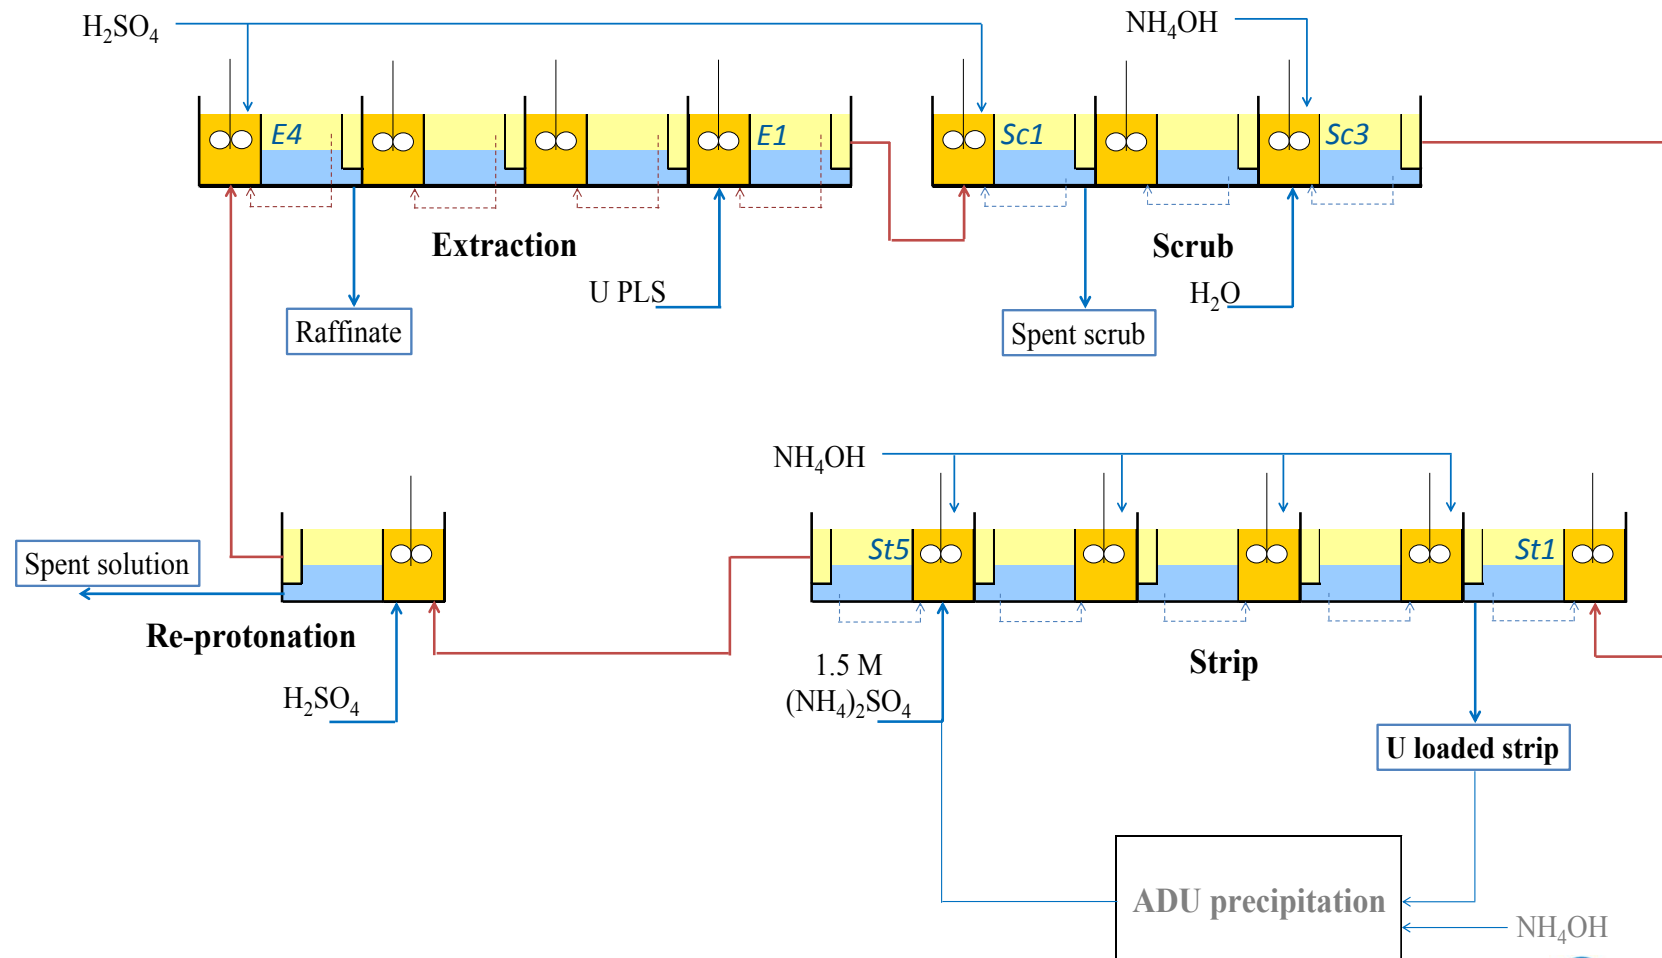 H₂SO₄
NH₄OH
E4
E1
Sc1
Sc3
Extraction
Scrub
U PLS
H₂O
Raffinate
Spent scrub
NH₄OH
St5
St1
Spent solution
Re-protonation
H₂SO₄
1.5 M
(NH₄)₂SO₄
Strip
U loaded strip
ADU precipitation
NH₄OH